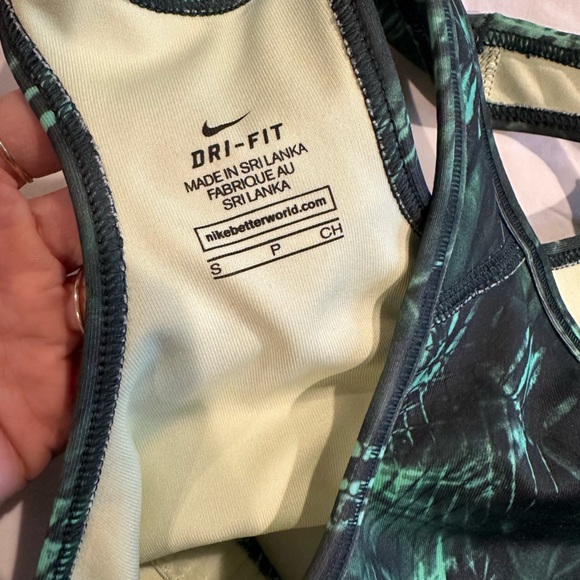 DRI-FIT
MADE IN SRI LANKA
FABRIQUE AU
SRI LANKA
nikebetterworld.com
S P CH